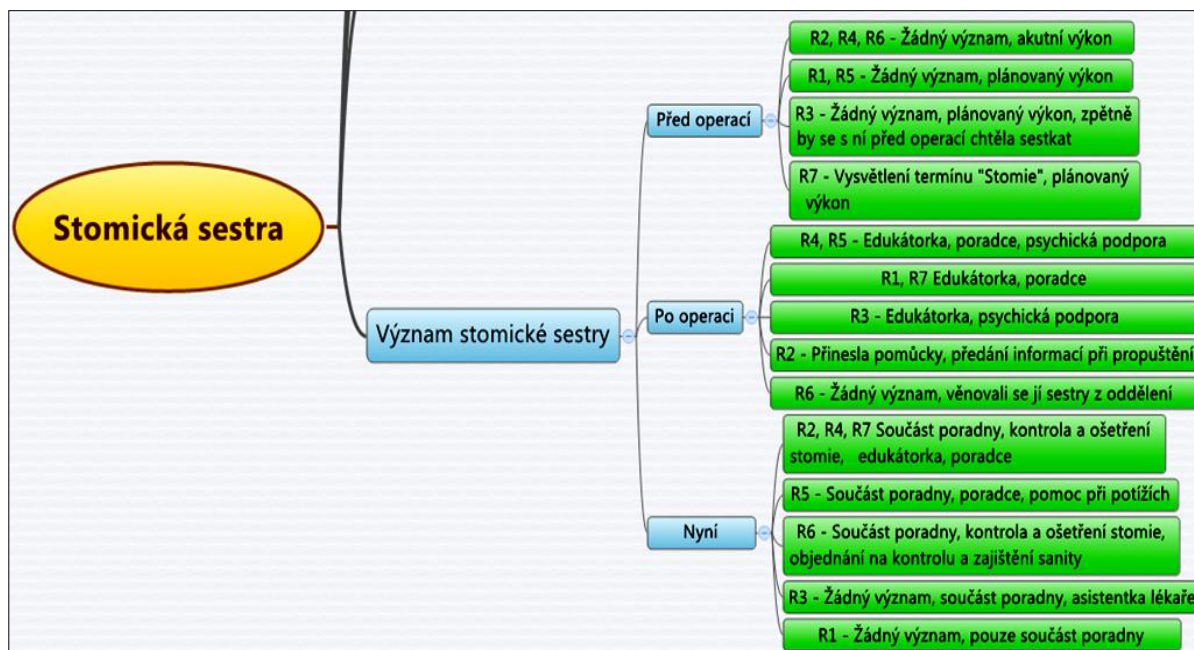 Stomická sestra
Význam stomické sestry
Před operací
R2, R4, R6 - Žádný význam, akutní výkon
R1, R5 - Žádný význam, plánovaný výkon
R3 - Žádný význam, plánovaný výkon, zpětně
by se s ní před operací chtěla sestkat
R7 - Vysvětlení termínu "Stomie", plánovaný
výkon
Po operaci
R4, R5 - Edukátorka, poradce, psychická podpora
R1, R7 Edukátorka, poradce
R3 - Edukátorka, psychická podpora
R2 - Přinesla pomůcky, předání informací při propuštění
R6 - Žádný význam, věnovali se jí sestry z oddělení
Nyní
R2, R4, R7 Součást poradny, kontrola a ošetření
stomie, edukátorka, poradce
R5 - Součást poradny, poradce, pomoc při potížích
R6 - Součást poradny, kontrola a ošetření stomie,
objednání na kontrolu a zajištění sanity
R3 - Žádný význam, součást poradny, asistentka lékaře
R1 - Žádný význam, pouze součást poradny